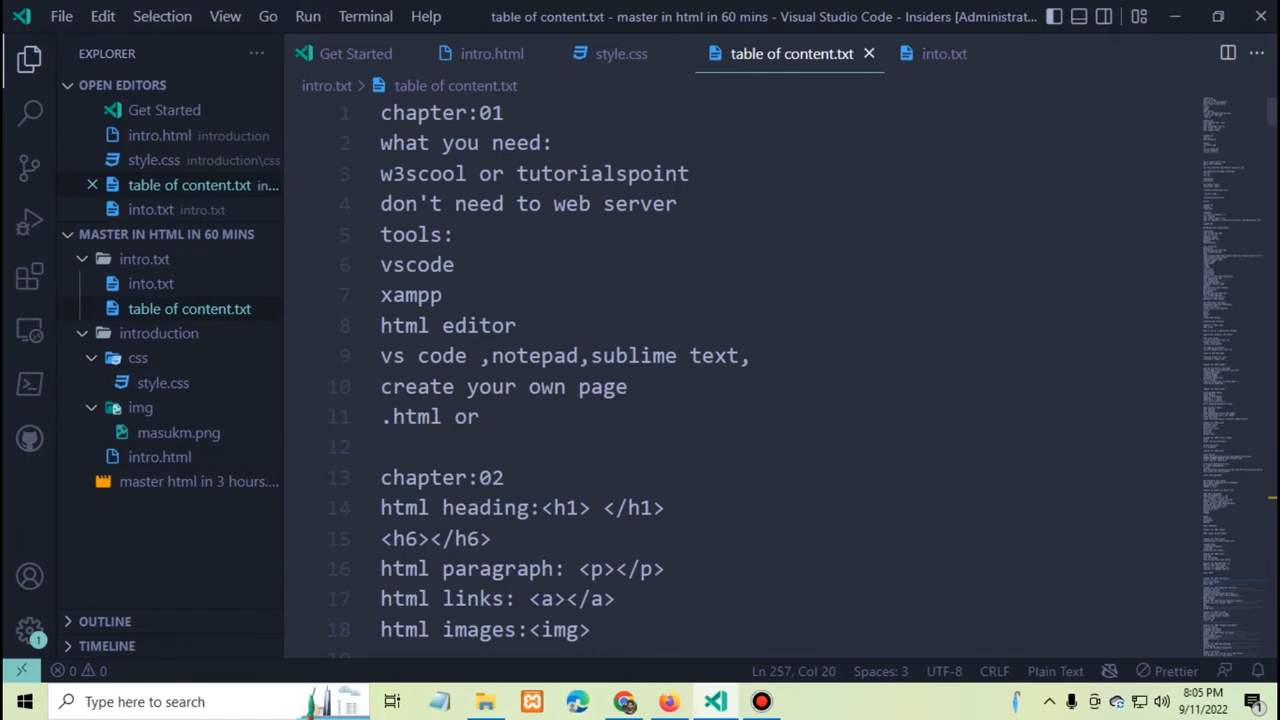 File Edit Selection View Go Run Terminal Help
table of content.txt - master in html in 60 mins - Visual Studio Code - Insiders [Administrat...
EXPLORER
OPEN EDITORS
Get Started
intro.html introduction
style.css introduction\css
table of content.txt in...
into.txt intro.txt
MASTER IN HTML IN 60 MINS
intro.txt
into.txt
table of content.txt
introduction
css
style.css
img
masukm.png
intro.html
master html in 3 hours....
OUTLINE
TIMELINE
1
Get Started
intro.html
style.css
table of content.txt
into.txt
intro.txt > table of content.txt
1 chapter:01
2 what you need:
3 w3scool or tutorialspoint
4 don't need to web server
5 tools:
6 vscode
7 xampp
8 html editor
9 vs code ,notepad,sublime text,
10 create your own page
11 .html or
12
13 chapter:02
14 html heading:<h1> </h1>
15 <h6></h6>
16 html paragraph: <p></p>
17 html links:<a></a>
18 html images:<img>
0 0
Ln 259, Col 20 Spaces: 3 UTF-8 CRLF Plain Text Prettier
Type here to search
8:05 PM
9/11/2022
1